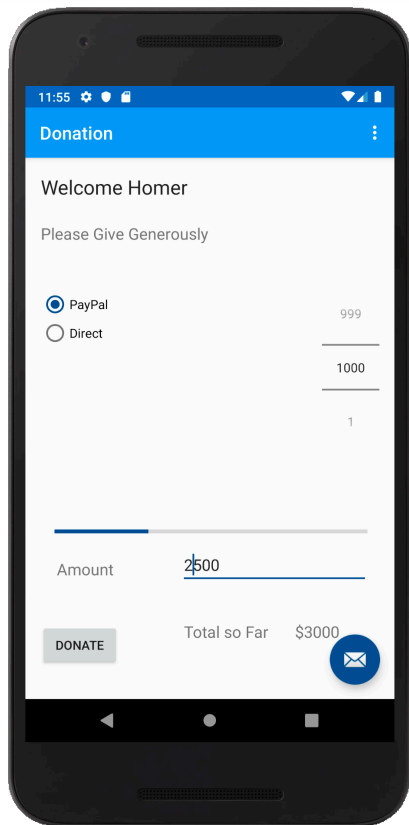 11:55
Donation
Welcome Homer
Please Give Generously
PayPal
Direct
999
1000
1
Amount
2500
Total so Far $3000
DONATE